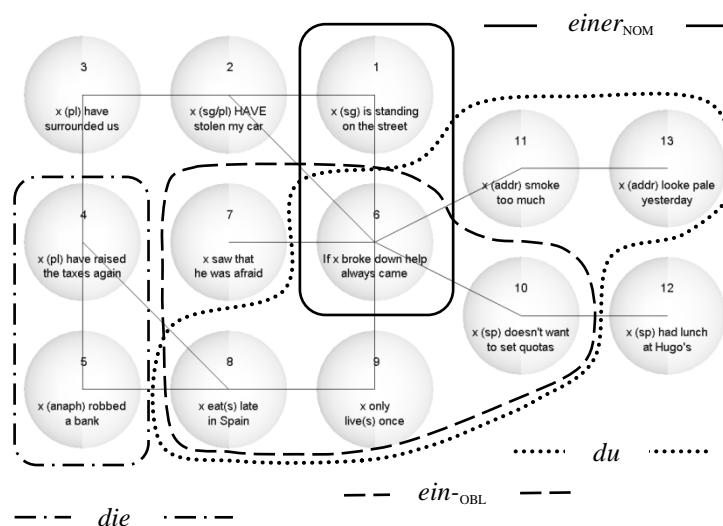 einerNOM
3
x (pl) have
surrounded us
2
x (sg/pl) HAVE
stolen my car
1
x (sg) is standing
on the street
11
x (addr) smoke
too much
13
x (addr) looke pale
yesterday
4
x (pl) have raised
the taxes again
7
x saw that
he was afraid
6
If x broke down help
always came
10
x (sp) doesn't want
to set quotas
12
x (sp) had lunch
at Hugo's
5
x (anaph) robbed
a bank
8
x eat(s) late
in Spain
9
x only
live(s) once
du
ein-OBL
die